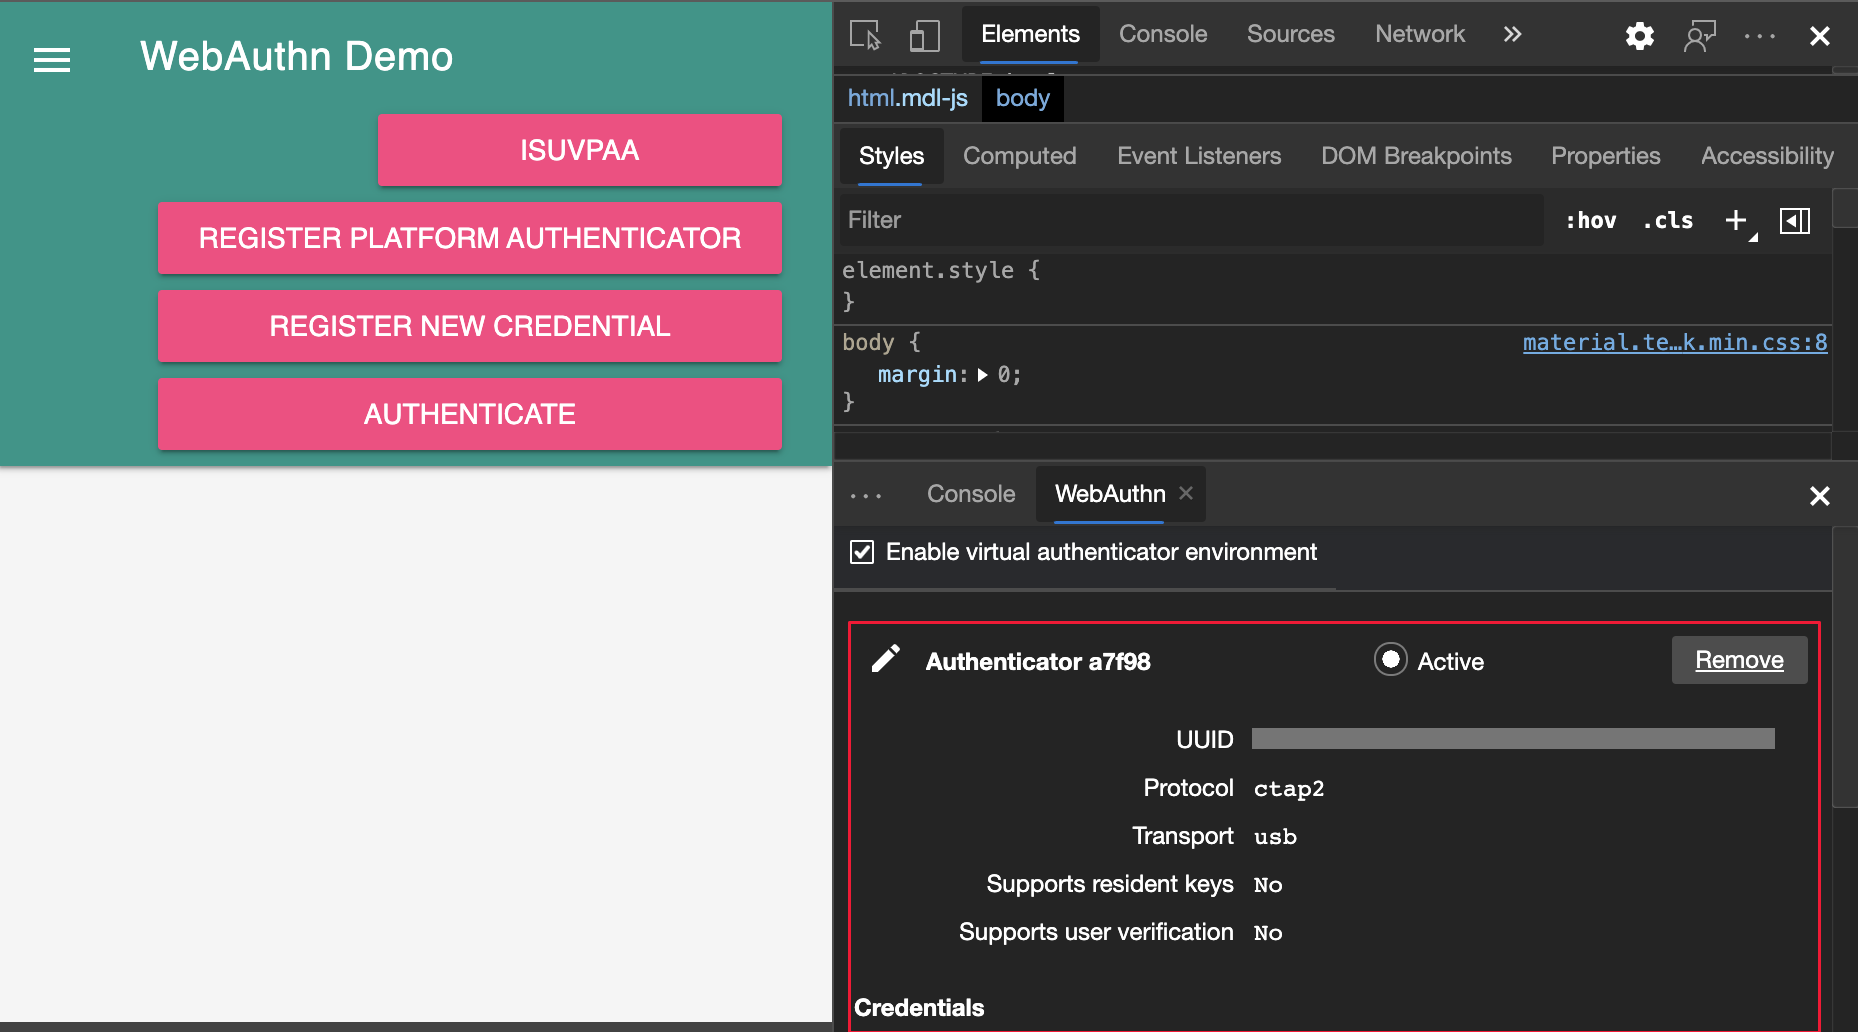 WebAuthn Demo
ISUVPAA
REGISTER PLATFORM AUTHENTICATOR
REGISTER NEW CREDENTIAL
AUTHENTICATE
Elements Console Sources Network »
html.mdl-js body
Styles Computed Event Listeners DOM Breakpoints Properties Accessibility
Filter :hov .cls +
element.style {
}
body { material.te…k.min.css:8
margin: 0;
}
Console WebAuthn
Enable virtual authenticator environment
Authenticator a7f98 Active Remove
UUID
Protocol ctap2
Transport usb
Supports resident keys No
Supports user verification No
Credentials